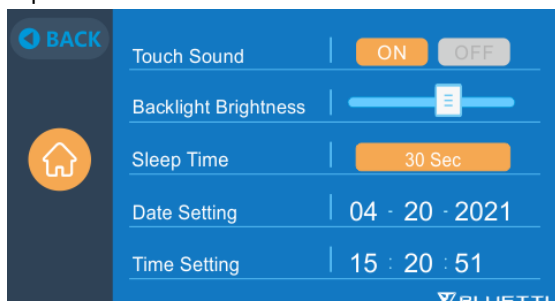 BACK
Touch Sound ON OFF
Backlight Brightness
Sleep Time 30 Sec
Date Setting 04 - 20 - 2021
Time Setting 15 : 20 : 51
BLUETTI